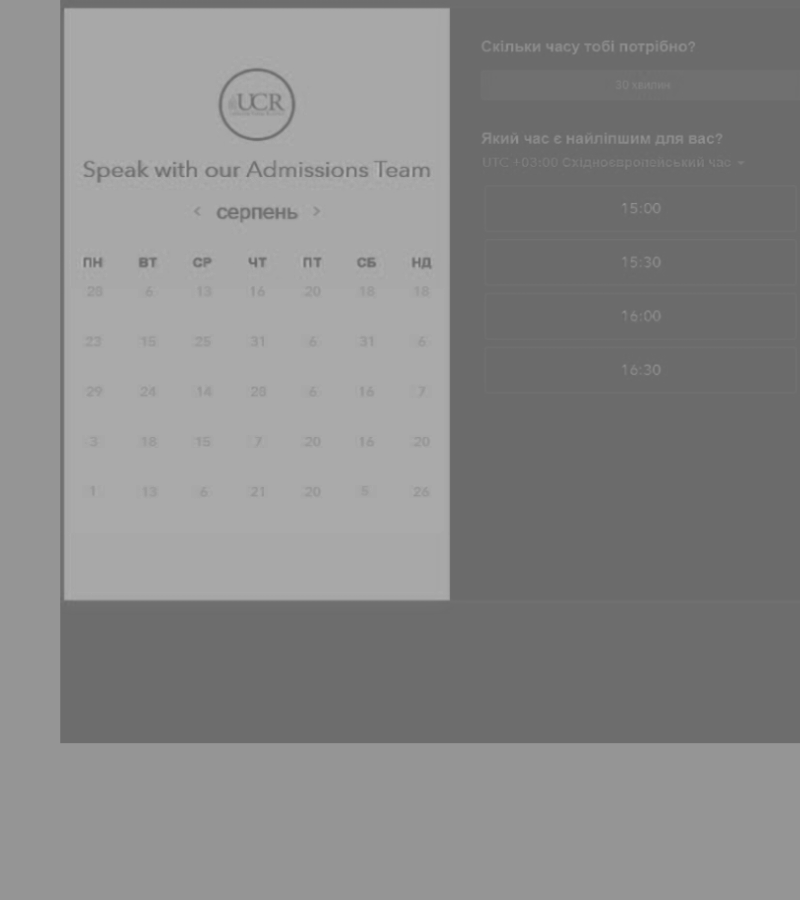 UCR
Speak with our Admissions Team
< серпень >
ПН ВТ СР ЧТ ПТ СБ НД
28 6 13 16 20 18 18
23 15 25 31 6 31 6
29 24 14 28 6 16 7
3 18 15 7 20 16 20
1 13 6 21 20 5 26
Скільки часу тобі потрібно?
30 хвилин
Який час є найліпшим для вас?
UTC +03:00 Східноєвропейський час
15:00
15:30
16:00
16:30